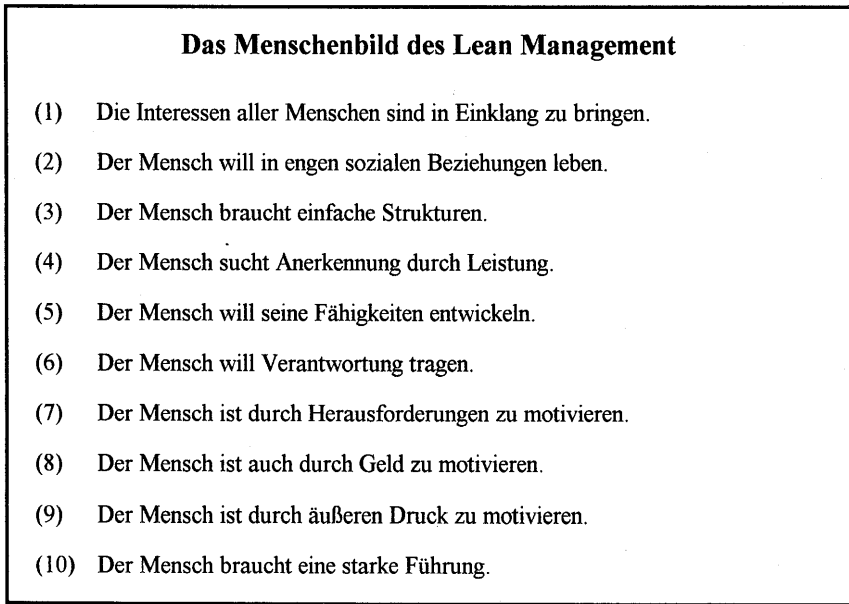 Das Menschenbild des Lean Management
(1) Die Interessen aller Menschen sind in Einklang zu bringen.
(2) Der Mensch will in engen sozialen Beziehungen leben.
(3) Der Mensch braucht einfache Strukturen.
(4) Der Mensch sucht Anerkennung durch Leistung.
(5) Der Mensch will seine Fähigkeiten entwickeln.
(6) Der Mensch will Verantwortung tragen.
(7) Der Mensch ist durch Herausforderungen zu motivieren.
(8) Der Mensch ist auch durch Geld zu motivieren.
(9) Der Mensch ist durch äußeren Druck zu motivieren.
(10) Der Mensch braucht eine starke Führung.